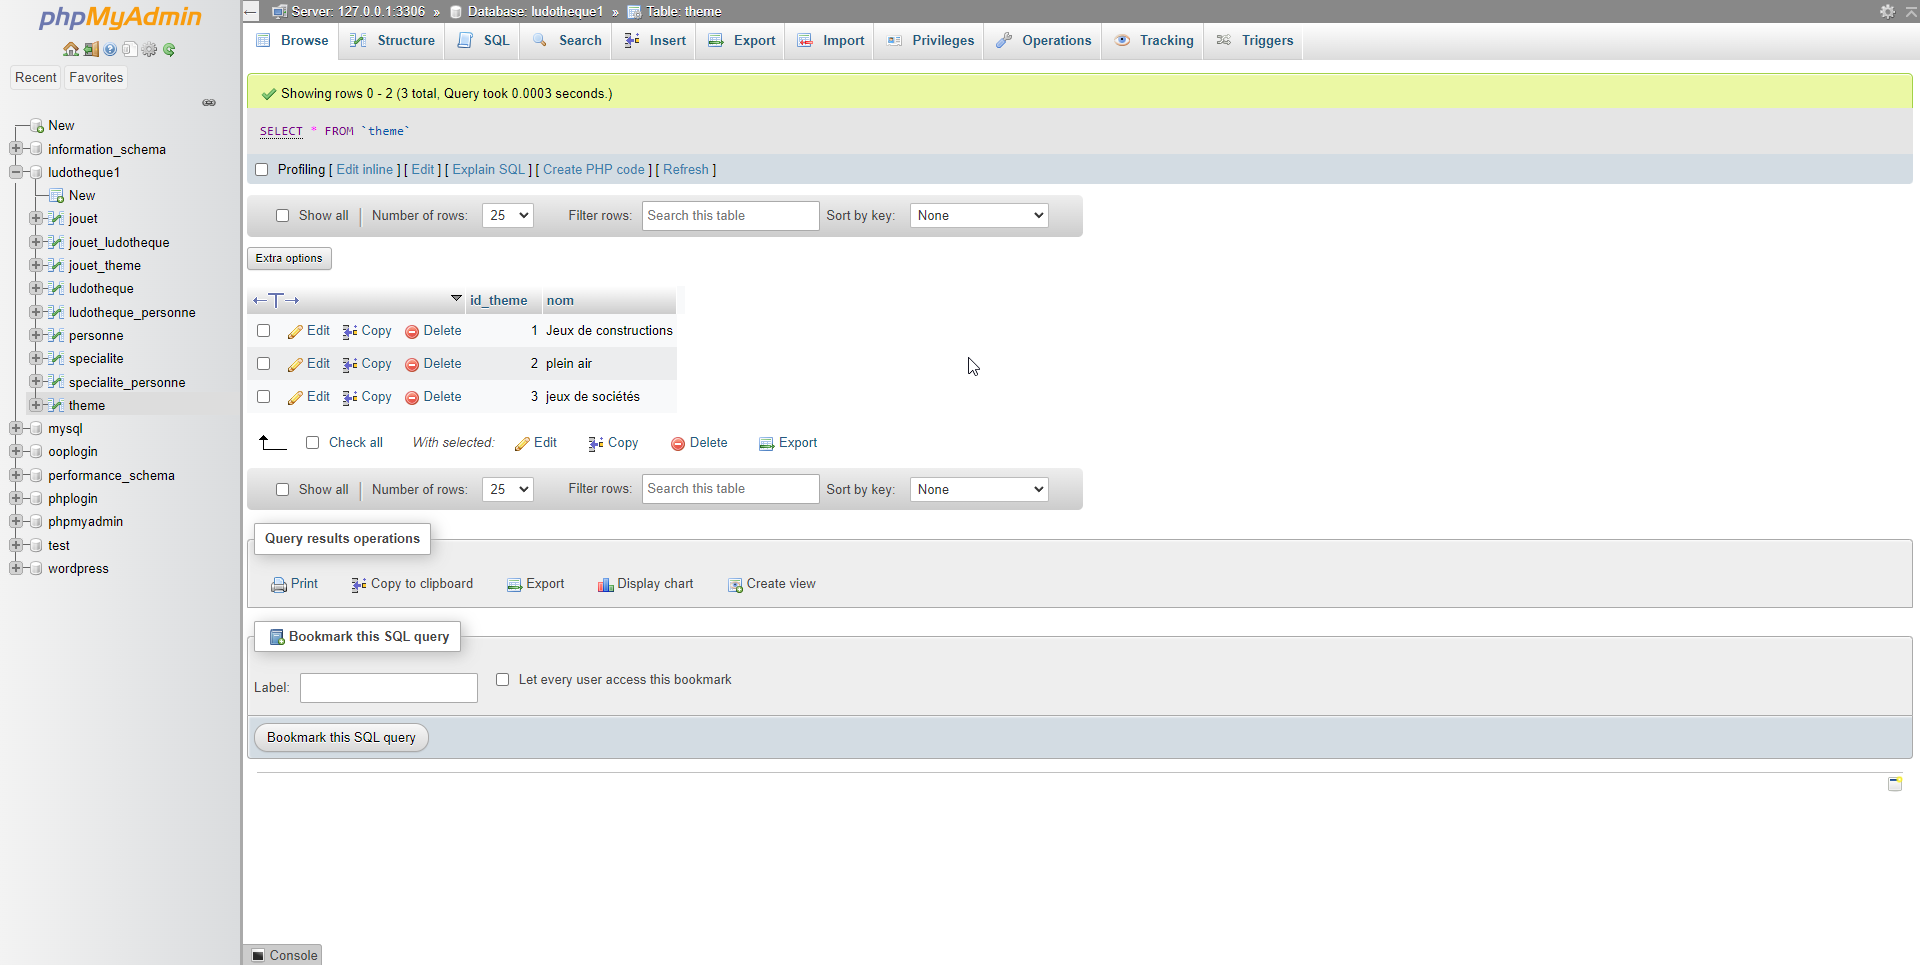 phpMyAdmin
Recent Favorites
New
information_schema
ludotheque1
New
jouet
jouet_ludotheque
jouet_theme
ludotheque
ludotheque_personne
personne
specialite
specialite_personne
theme
mysql
ooplogin
performance_schema
phplogin
phpmyadmin
test
wordpress
Server: 127.0.0.1:3306 » Database: ludotheque1 » Table: theme
Browse Structure SQL Search Insert Export Import Privileges Operations Tracking Triggers
Showing rows 0 - 2 (3 total, Query took 0.0003 seconds.)
SELECT * FROM `theme`
Profiling [ Edit inline ] [ Edit ] [ Explain SQL ] [ Create PHP code ] [ Refresh ]
Show all Number of rows: 25 Filter rows: Search this table Sort by key: None
Extra options
id_theme nom
Edit Copy Delete 1 Jeux de constructions
Edit Copy Delete 2 plein air
Edit Copy Delete 3 jeux de sociétés
Check all With selected: Edit Copy Delete Export
Show all Number of rows: 25 Filter rows: Search this table Sort by key: None
Query results operations
Print Copy to clipboard Export Display chart Create view
Bookmark this SQL query
Label: Let every user access this bookmark
Bookmark this SQL query
Console